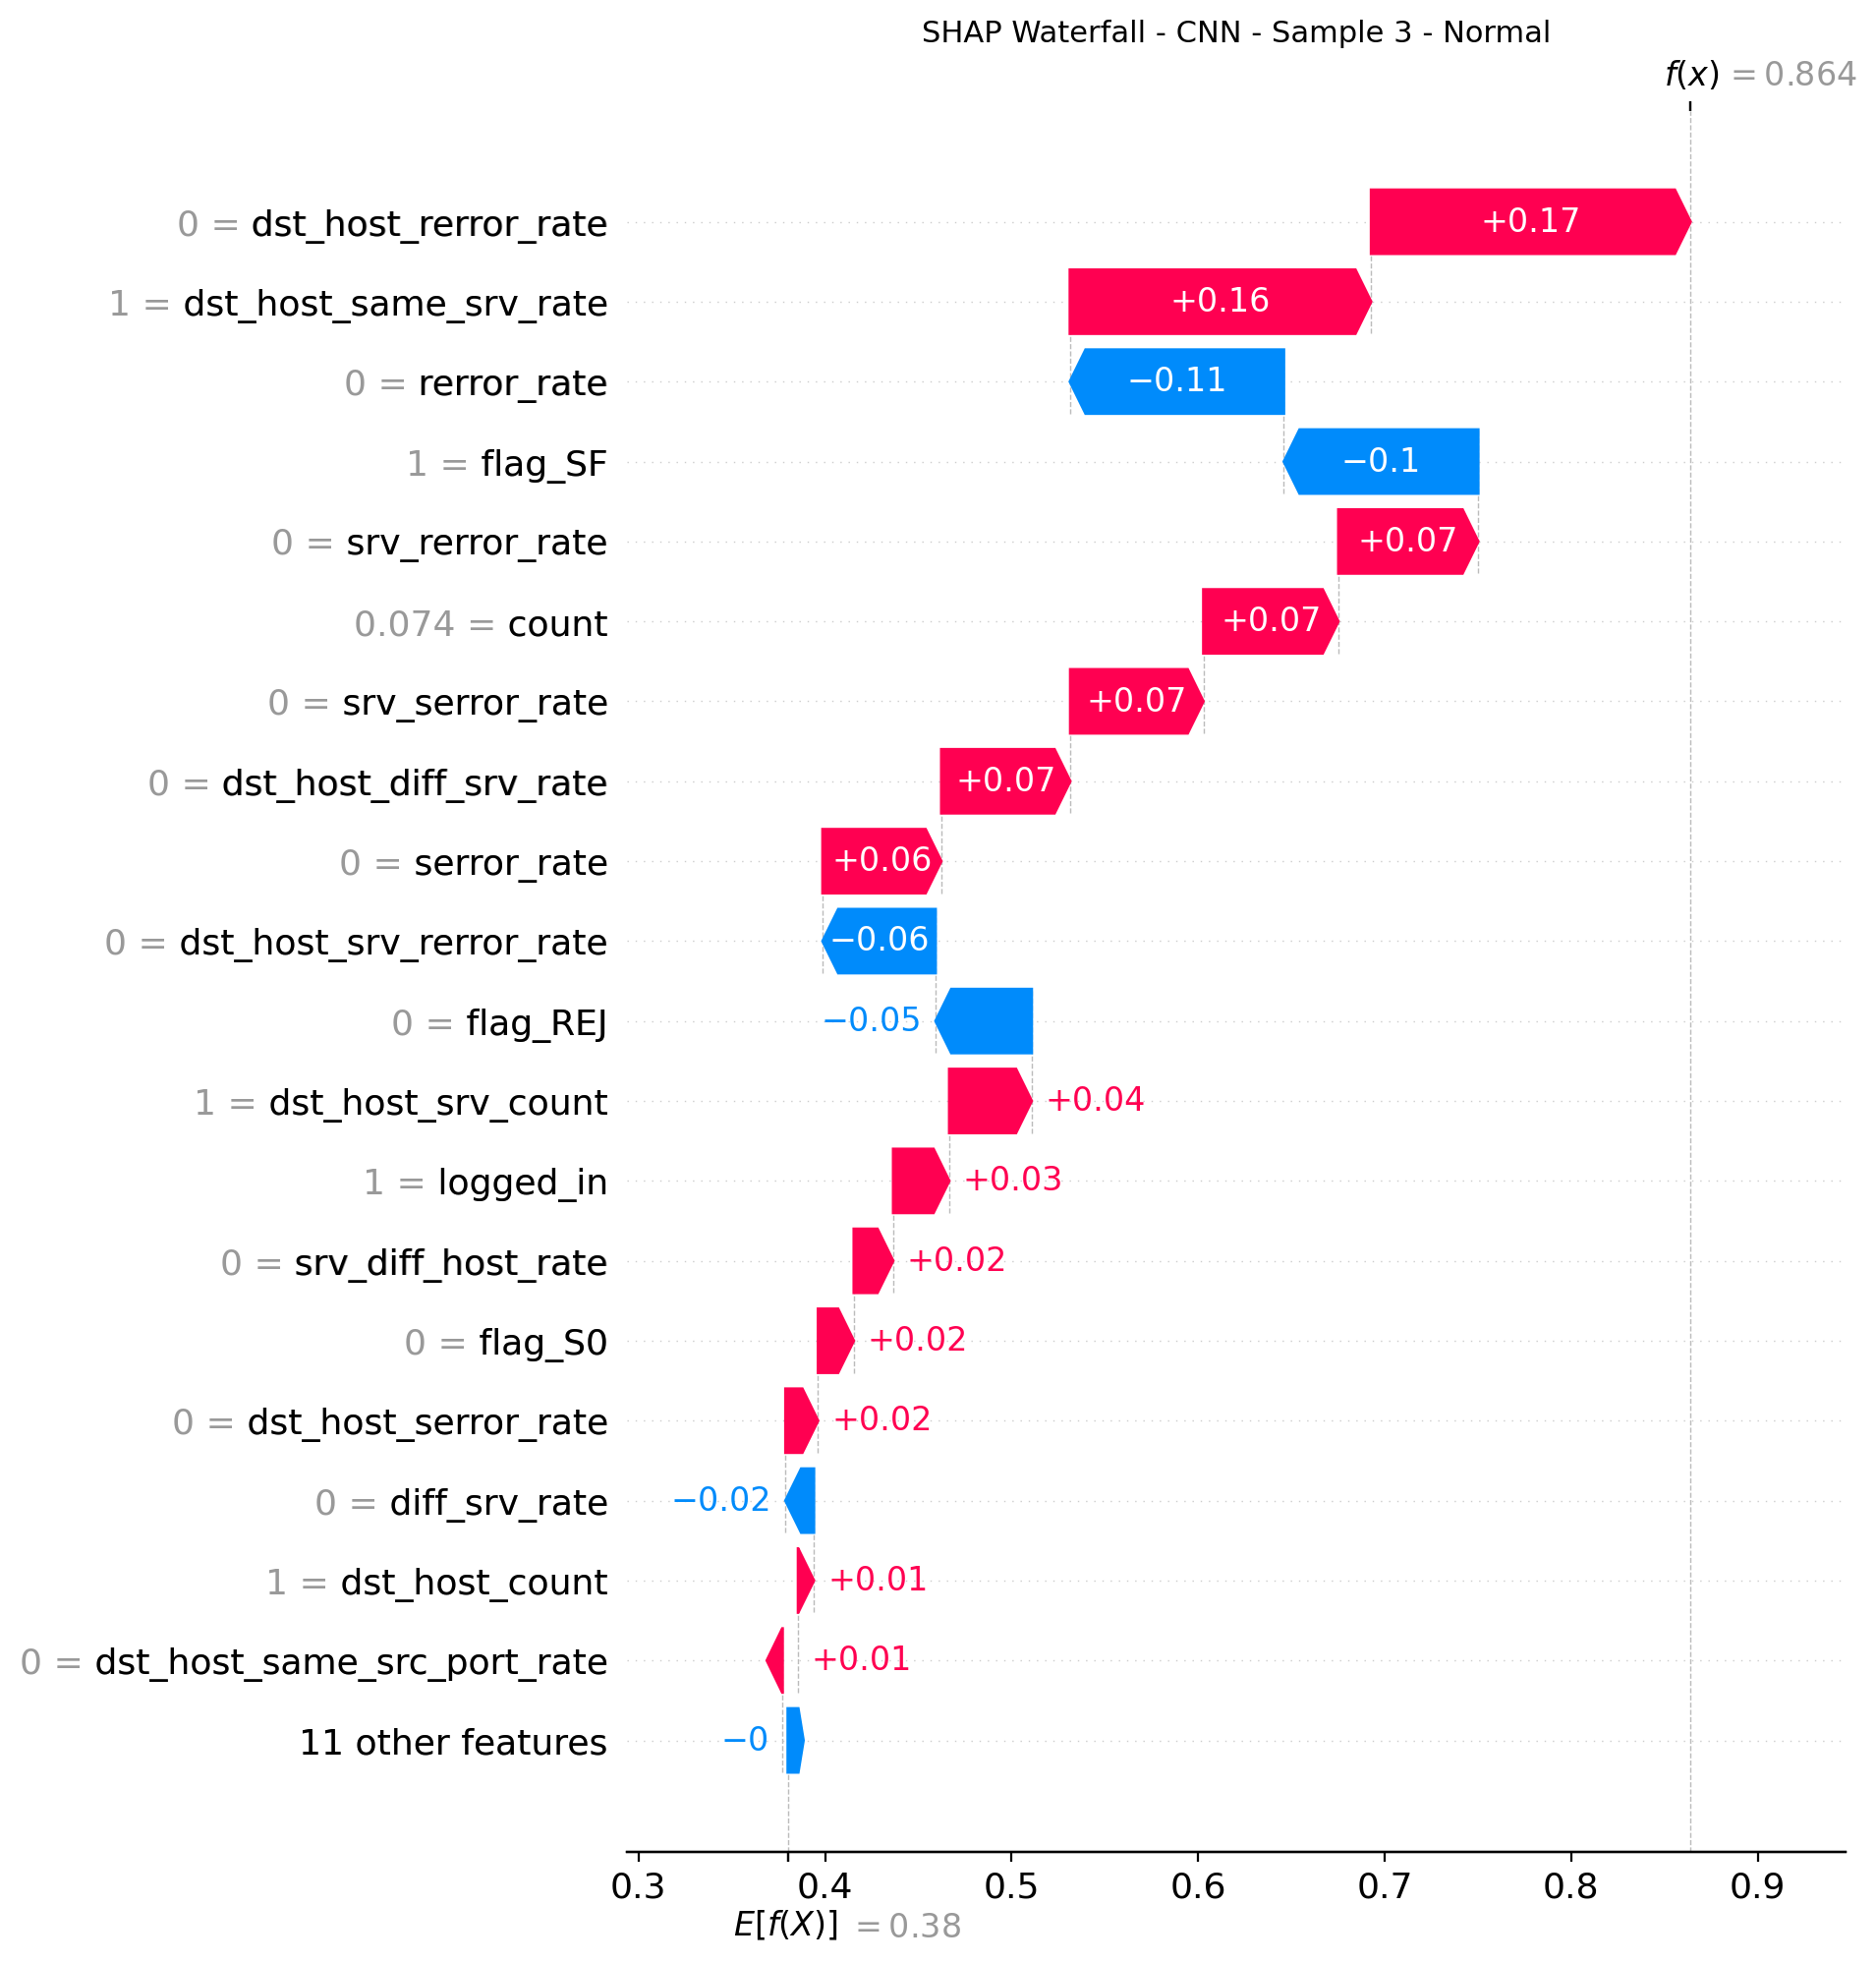 SHAP Waterfall - CNN - Sample 3 - Normal
f(x) = 0.864
0 = dst_host_rerror_rate +0.17
1 = dst_host_same_srv_rate +0.16
0 = rerror_rate −0.11
1 = flag_SF −0.1
0 = srv_rerror_rate +0.07
0.074 = count +0.07
0 = srv_serror_rate +0.07
0 = dst_host_diff_srv_rate +0.07
0 = serror_rate +0.06
0 = dst_host_srv_rerror_rate −0.06
0 = flag_REJ −0.05
1 = dst_host_srv_count +0.04
1 = logged_in +0.03
0 = srv_diff_host_rate +0.02
0 = flag_S0 +0.02
0 = dst_host_serror_rate +0.02
0 = diff_srv_rate −0.02
1 = dst_host_count +0.01
0 = dst_host_same_src_port_rate +0.01
11 other features −0
0.3 0.4 0.5 0.6 0.7 0.8 0.9
E[f(X)] = 0.38